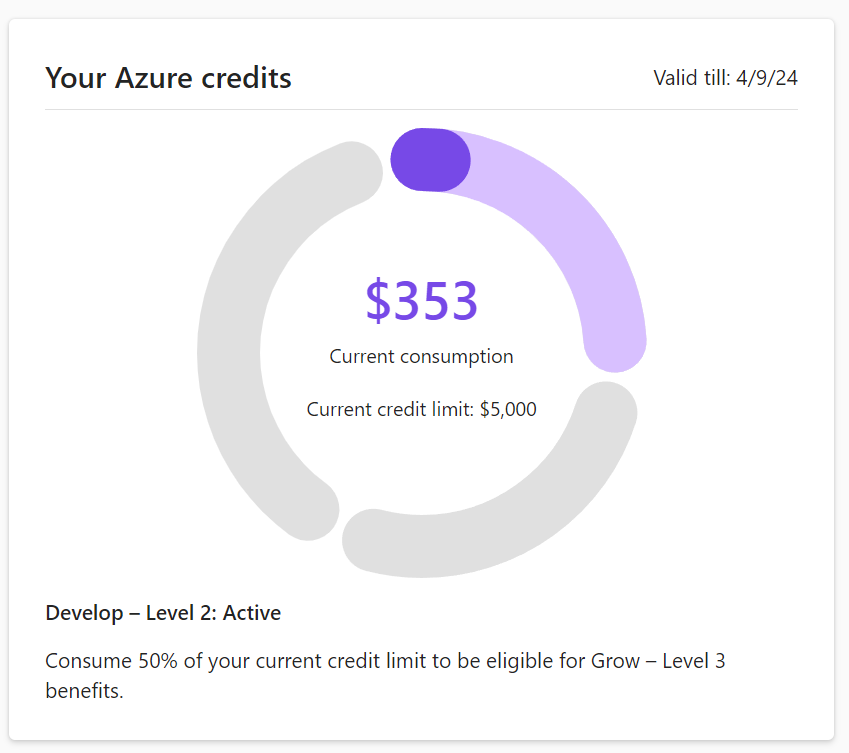 Your Azure credits
Valid till: 4/9/24
$353
Current consumption
Current credit limit: $5,000
Develop – Level 2: Active
Consume 50% of your current credit limit to be eligible for Grow – Level 3
benefits.